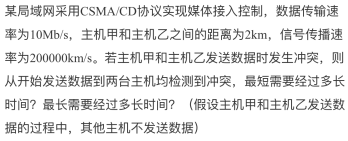 某局域网采用CSMA/CD协议实现媒体接入控制，数据传输速
率为10Mb/s，主机甲和主机乙之间的距离为2km，信号传播速
率为200000km/s。若主机甲和主机乙发送数据时发生冲突，则
从开始发送数据到两台主机均检测到冲突，最短需要经过多长
时间？最长需要经过多长时间？（假设主机甲和主机乙发送数
据的过程中，其他主机不发送数据）